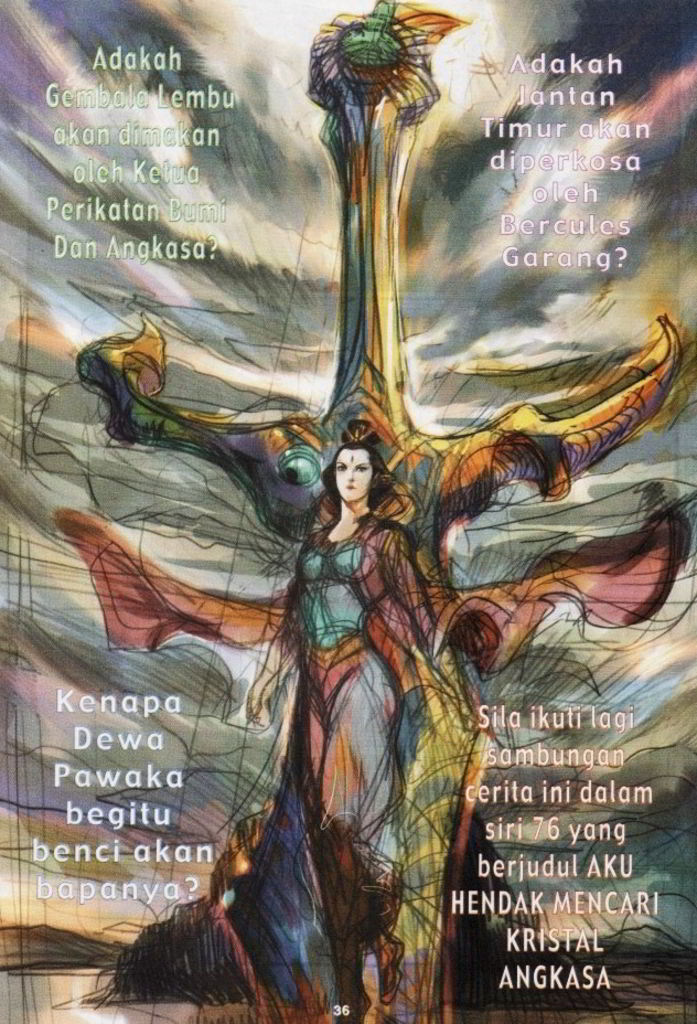 Adakah
Gembala Lembu
akan dimakan
oleh Ketua
Perikatan Bumi
Dan Angkasa?
Adakah
Jantan
Timur akan
diperkosa
oleh
Bercules
Garang?
Kenapa
Dewa
Pawaka
begitu
benci akan
bapanya?
Sila ikuti lagi
sambungan
cerita ini dalam
siri 76 yang
berjudul AKU
HENDAK MENCARI
KRISTAL
ANGKASA
36